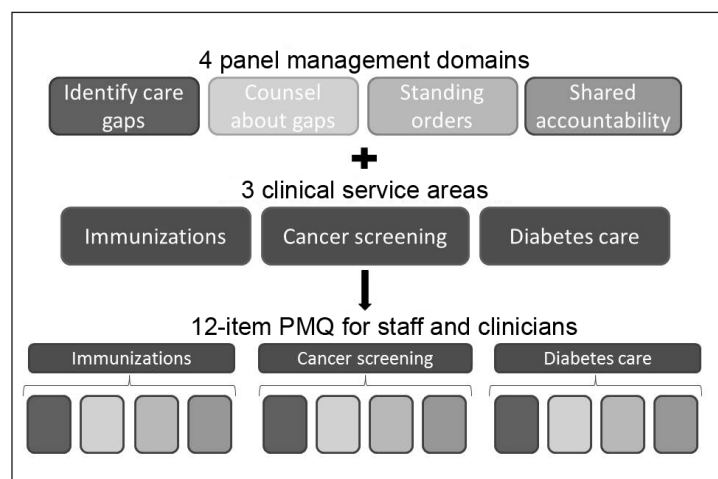 4 panel management domains
Identify care
gaps
Counsel
about gaps
Standing
orders
Shared
accountability
3 clinical service areas
Immunizations
Cancer screening
Diabetes care
12-item PMQ for staff and clinicians
Immunizations
Cancer screening
Diabetes care